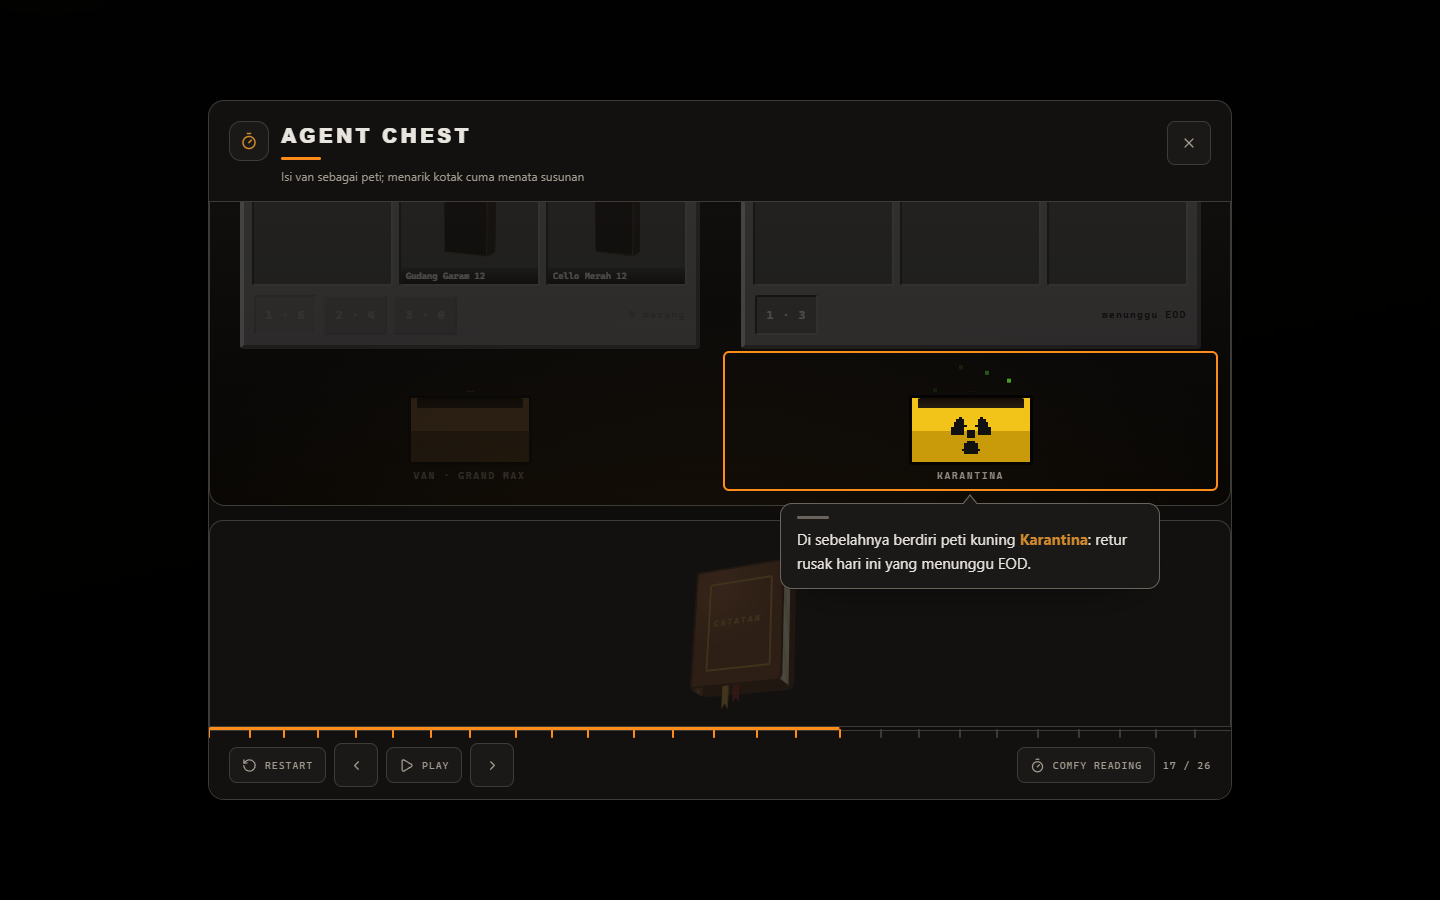 AGENT CHEST
Isi van sebagai peti; menarik kotak cuma menata susunan
Gudang Garam 12
Cello Merah 12
1 · 3
menunggu EOD
VAN · GRAND MAX
KARANTINA
Di sebelahnya berdiri peti kuning Karantina: retur
rusak hari ini yang menunggu EOD.
CATATAN
RESTART
PLAY
COMFY READING
17 / 26